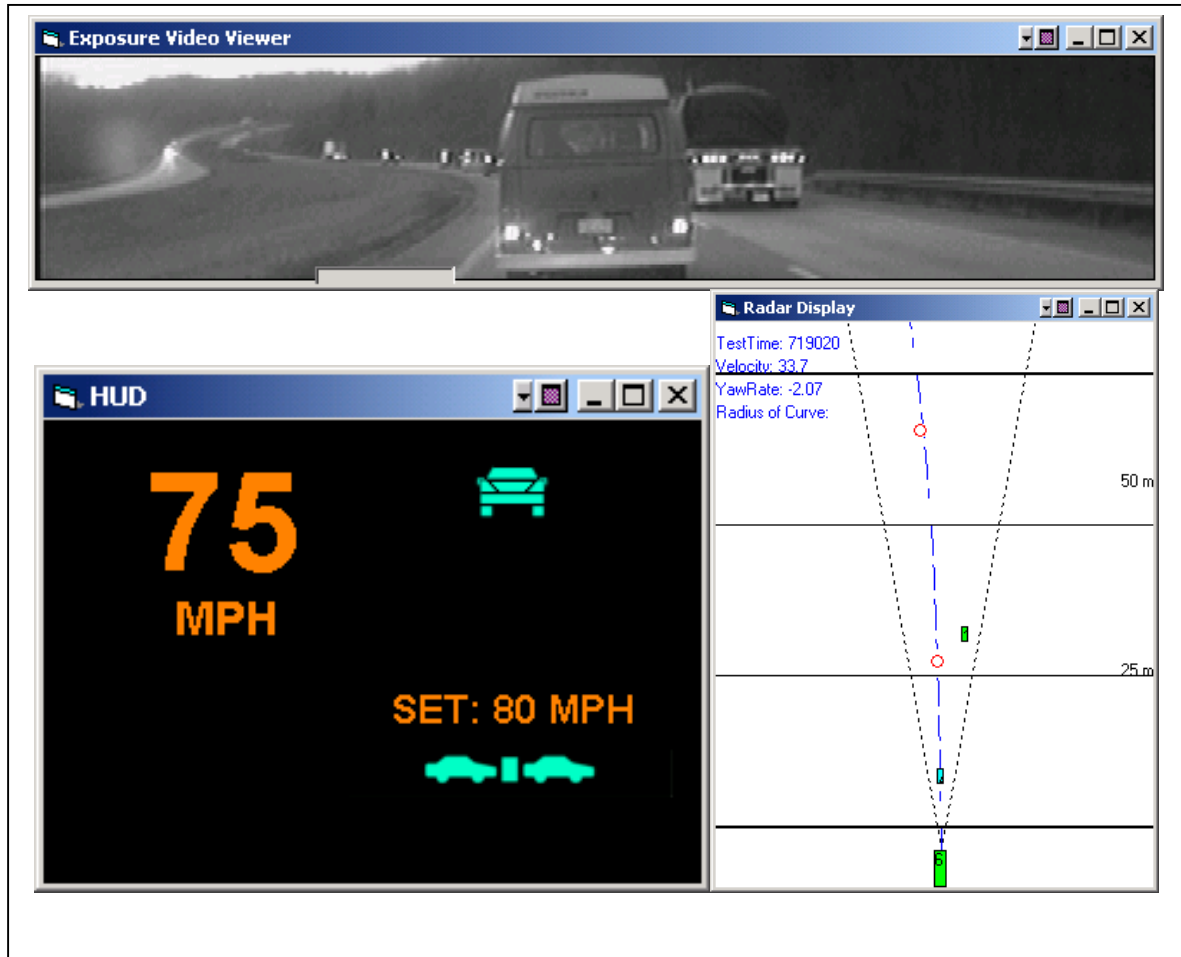 Exposure Video Viewer
Radar Display
TestTime: 719020
Velocity: 33.7
YawRate: -2.07
Radius of Curve:
50 m
25 m
6
HUD
75
MPH
SET: 80 MPH